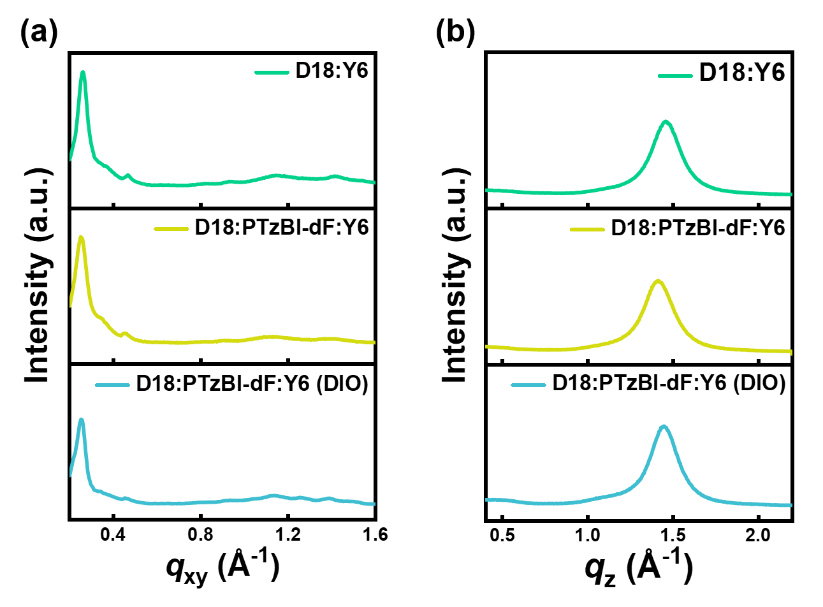 (a)
D18:Y6
D18:PTzBI-dF:Y6
D18:PTzBI-dF:Y6 (DIO)
Intensity (a.u.)
0.4 0.8 1.2 1.6
qxy (Å-1)
(b)
D18:Y6
D18:PTzBI-dF:Y6
D18:PTzBI-dF:Y6 (DIO)
Intensity (a.u.)
0.5 1.0 1.5 2.0
qz (Å-1)